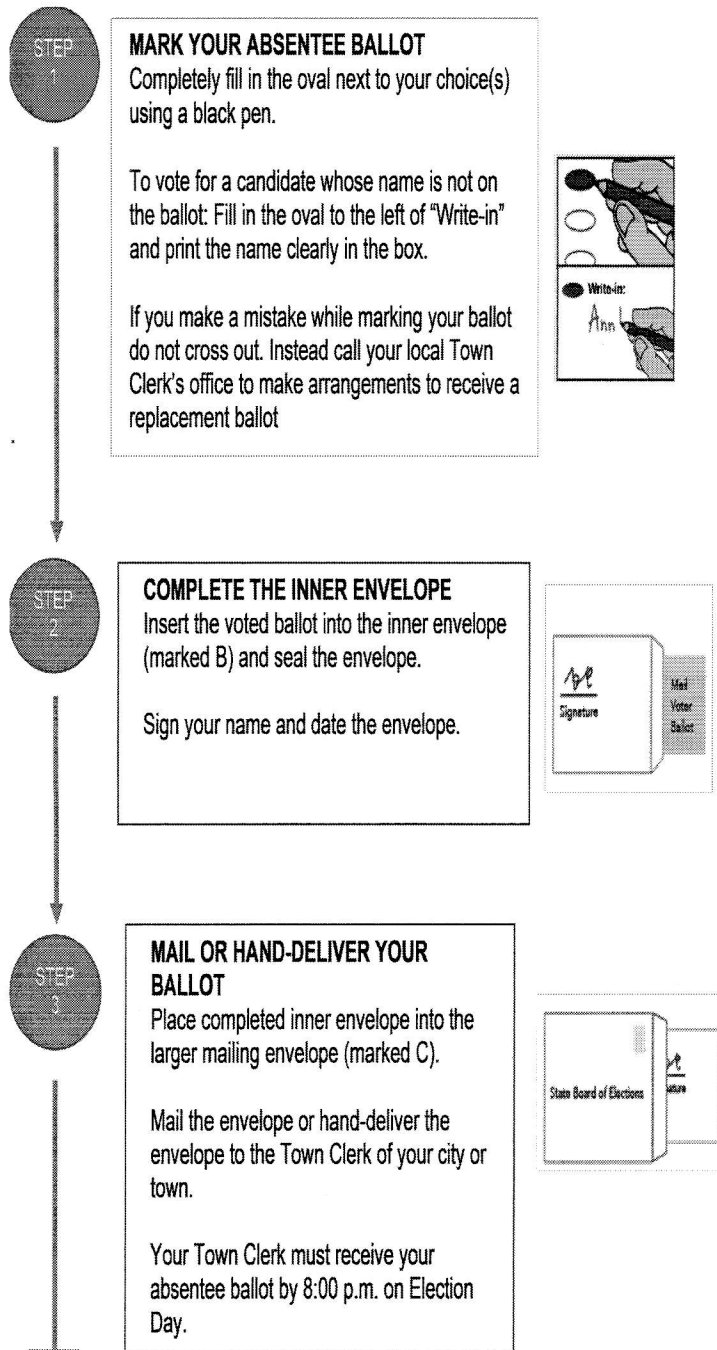 STEP
1
MARK YOUR ABSENTEE BALLOT
Completely fill in the oval next to your choice(s)
using a black pen.
To vote for a candidate whose name is not on
the ballot: Fill in the oval to the left of "Write-in"
and print the name clearly in the box.
If you make a mistake while marking your ballot
do not cross out. Instead call your local Town
Clerk's office to make arrangements to receive a
replacement ballot
Write-in:
Ann
STEP
2
COMPLETE THE INNER ENVELOPE
Insert the voted ballot into the inner envelope
(marked B) and seal the envelope.
Sign your name and date the envelope.
Signature
Mail
Voter
Ballot
STEP
3
MAIL OR HAND-DELIVER YOUR
BALLOT
Place completed inner envelope into the
larger mailing envelope (marked C).
Mail the envelope or hand-deliver the
envelope to the Town Clerk of your city or
town.
Your Town Clerk must receive your
absentee ballot by 8:00 p.m. on Election
Day.
State Board of Elections
ature